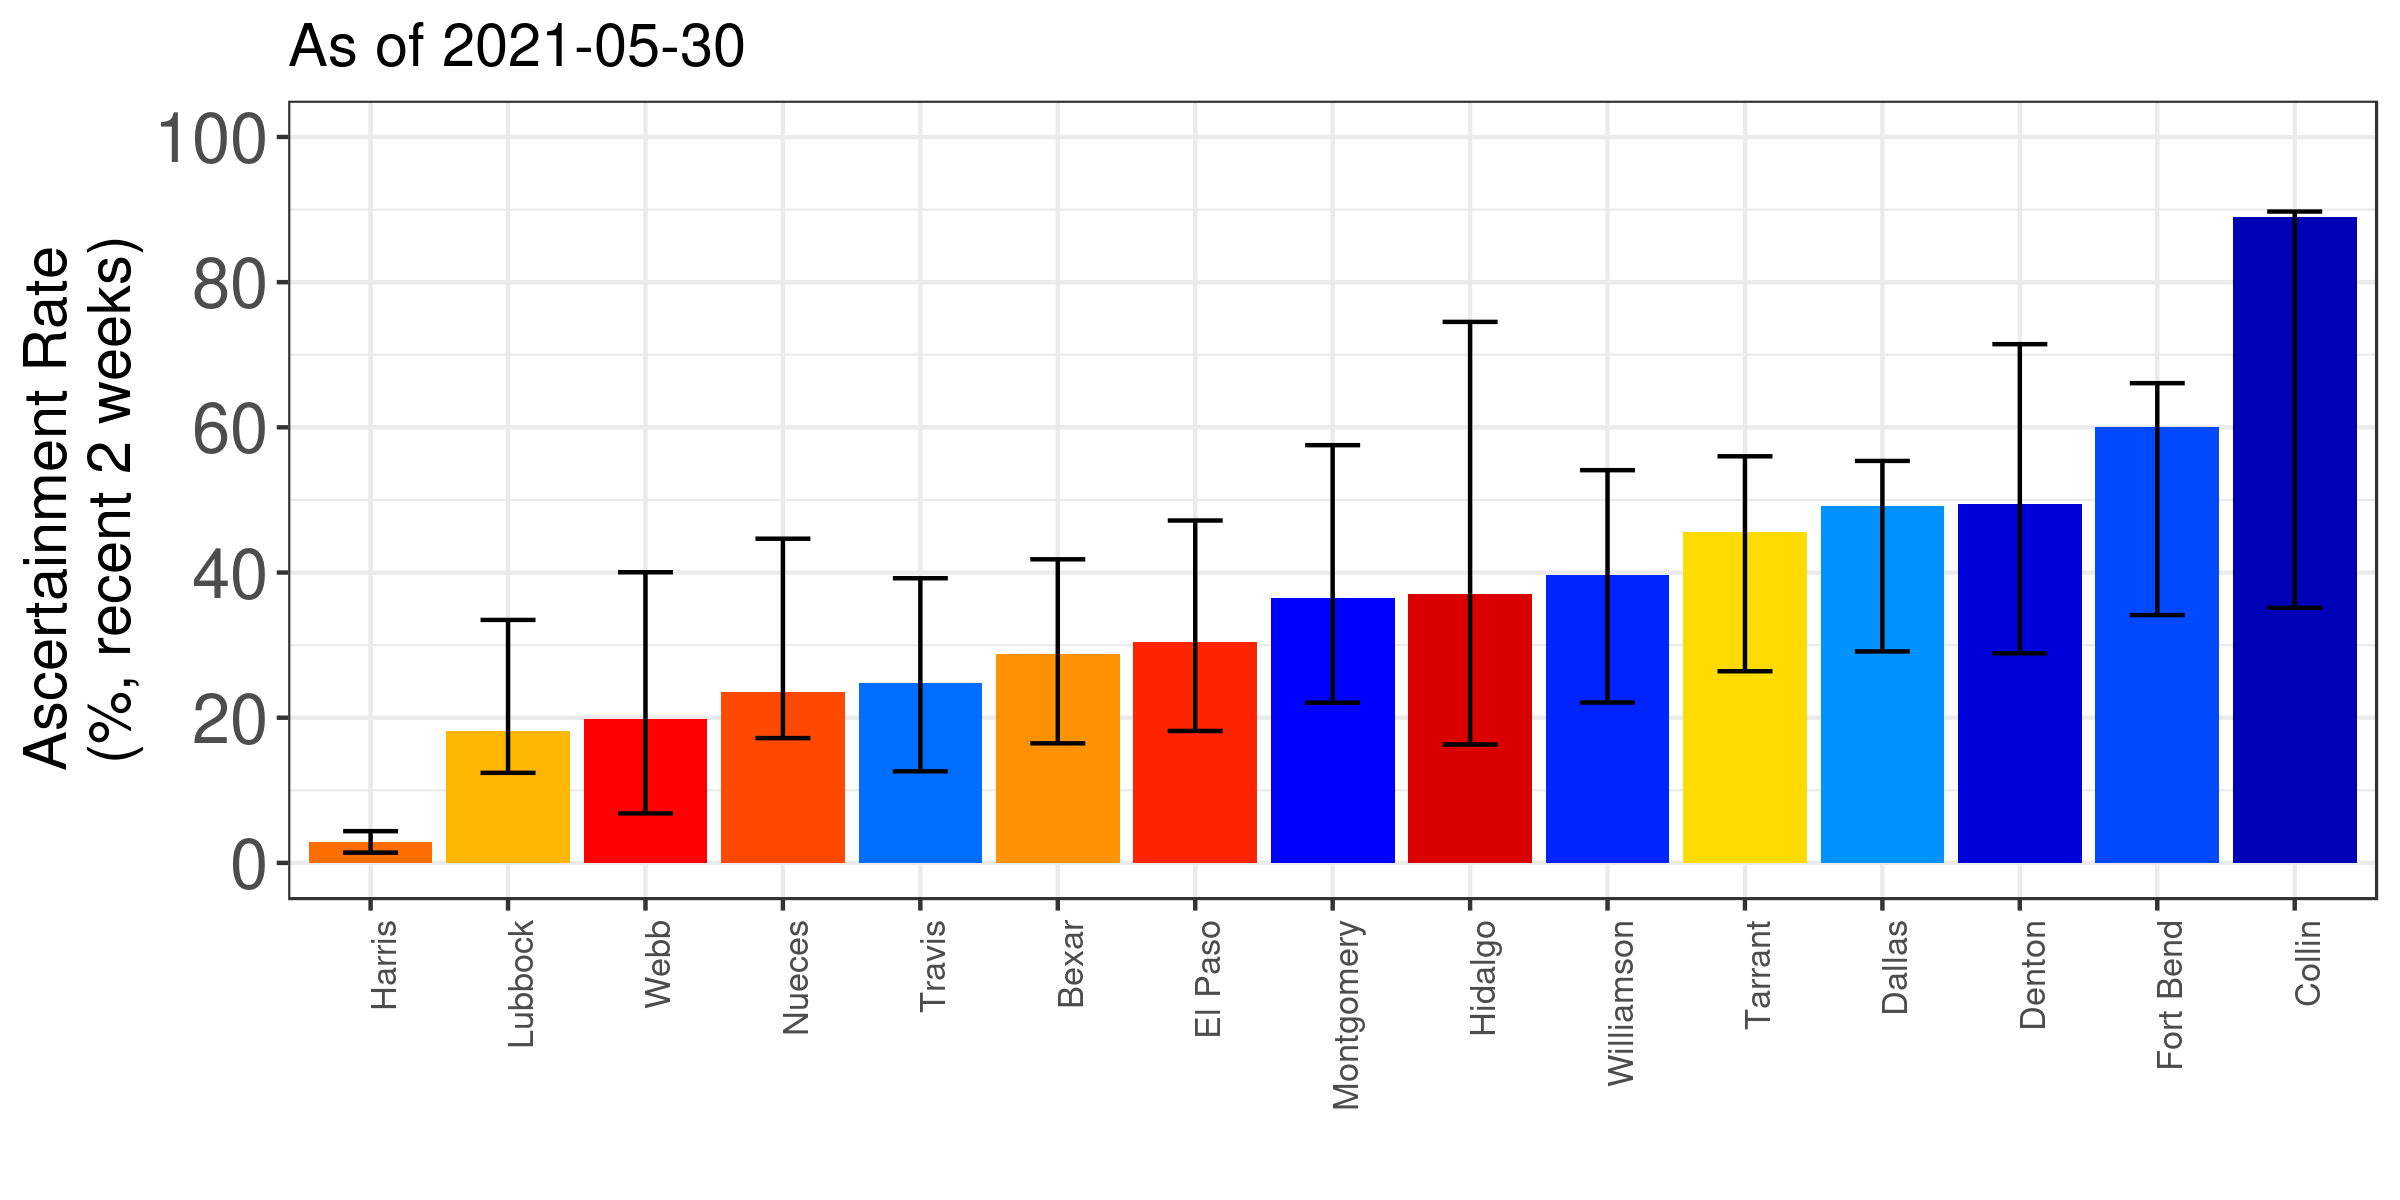 As of 2021-05-30
Ascertainment Rate
(%, recent 2 weeks)
100
80
60
40
20
0
Harris
Lubbock
Webb
Nueces
Travis
Bexar
El Paso
Montgomery
Hidalgo
Williamson
Tarrant
Dallas
Denton
Fort Bend
Collin